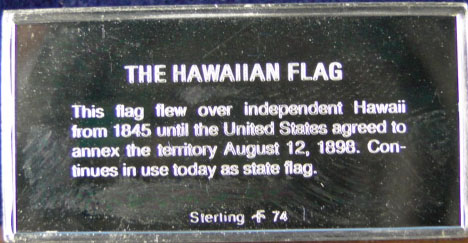 THE HAWAIIAN FLAG
This flag flew over independent Hawaii
from 1845 until the United States agreed to
annex the territory August 12, 1898. Con-
tinues in use today as state flag.
Sterling 74